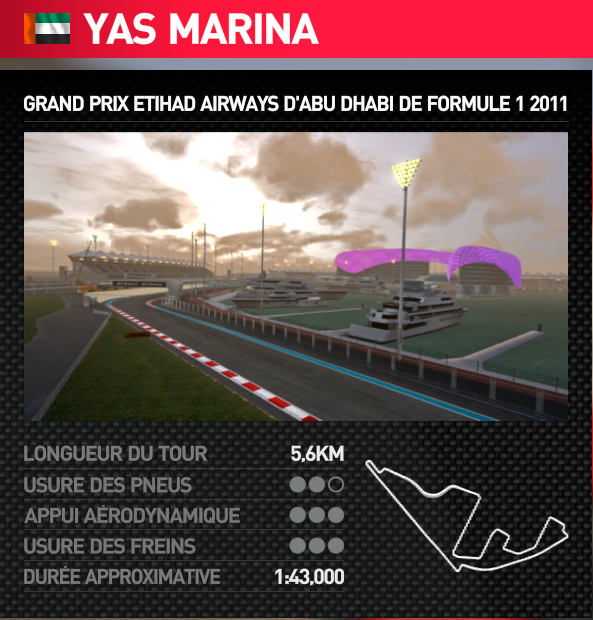 YAS MARINA
GRAND PRIX ETIHAD AIRWAYS D'ABU DHABI DE FORMULE 1 2011
LONGUEUR DU TOUR 5,6KM
USURE DES PNEUS
APPUI AÉRODYNAMIQUE
USURE DES FREINS
DURÉE APPROXIMATIVE 1:43,000